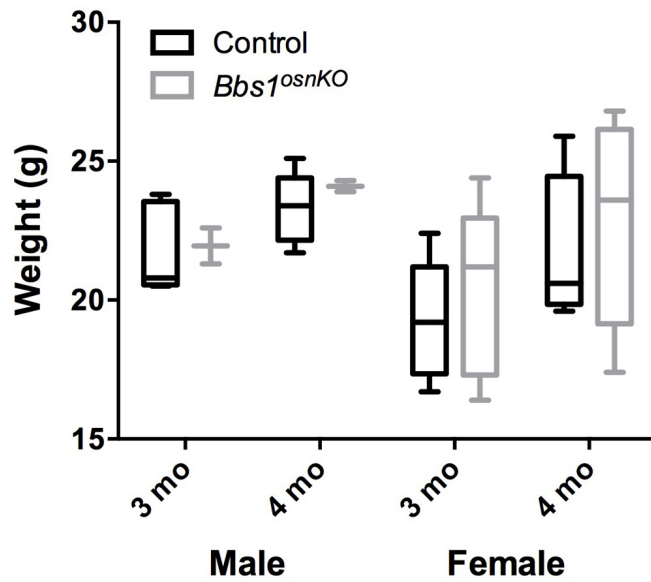 30
Control
Bbs1osnKO
25
Weight (g)
20
15
3 mo
4 mo
3 mo
4 mo
Male
Female